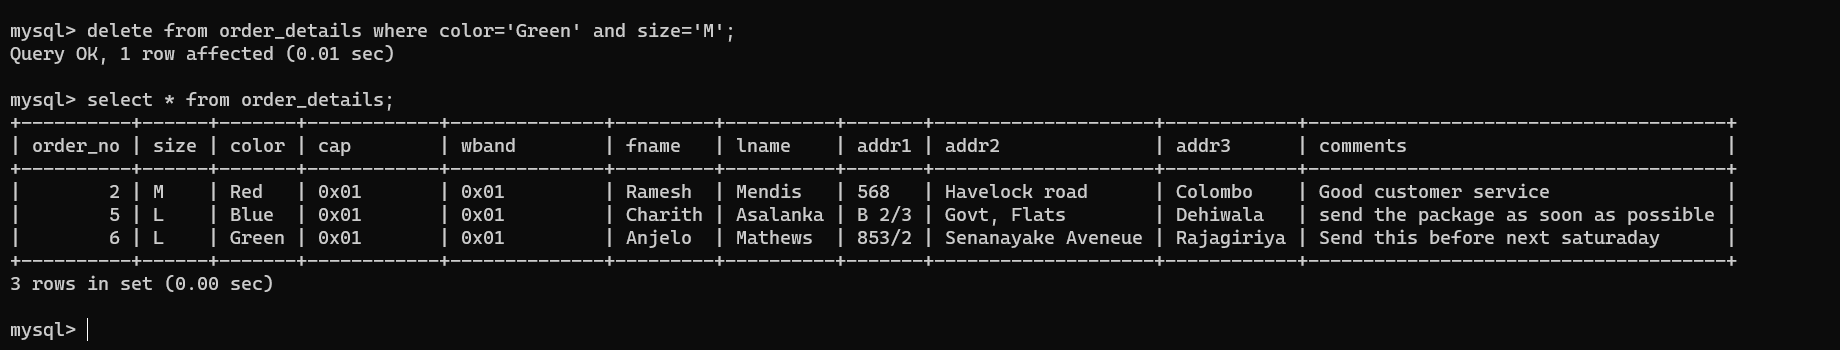 mysql> delete from order_details where color='Green' and size='M';
Query OK, 1 row affected (0.01 sec)
mysql> select * from order_details;
+----------+------+-------+------------+--------------+---------+----------+-------+-------------------+------------+--------------------------------------+
| order_no | size | color | cap        | wband        | fname   | lname    | addr1 | addr2             | addr3      | comments                             |
+----------+------+-------+------------+--------------+---------+----------+-------+-------------------+------------+--------------------------------------+
|        2 | M    | Red   | 0x01       | 0x01         | Ramesh  | Mendis   | 568   | Havelock road     | Colombo    | Good customer service                |
|        5 | L    | Blue  | 0x01       | 0x01         | Charith | Asalanka | B 2/3 | Govt, Flats       | Dehiwala   | send the package as soon as possible |
|        6 | L    | Green | 0x01       | 0x01         | Anjelo  | Mathews  | 853/2 | Senanayake Aveneue | Rajagiriya | Send this before next saturaday      |
+----------+------+-------+------------+--------------+---------+----------+-------+-------------------+------------+--------------------------------------+
3 rows in set (0.00 sec)
mysql>